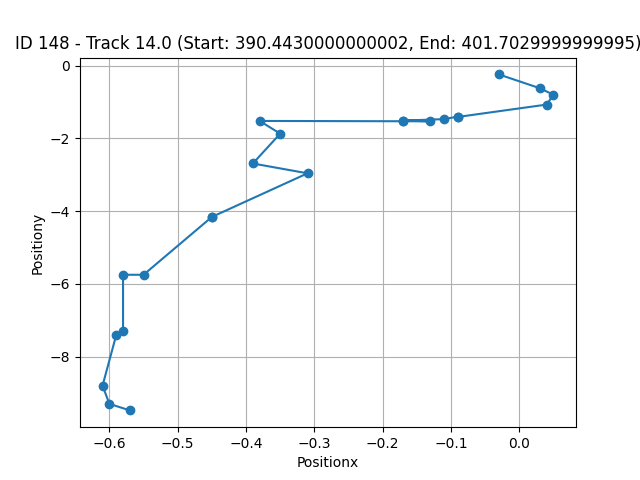 ID 148 - Track 14.0 (Start: 390.4430000000002, End: 401.7029999999995)
0
−2
−4
−6
−8
Positiony
−0.6 −0.5 −0.4 −0.3 −0.2 −0.1 0.0
Positionx